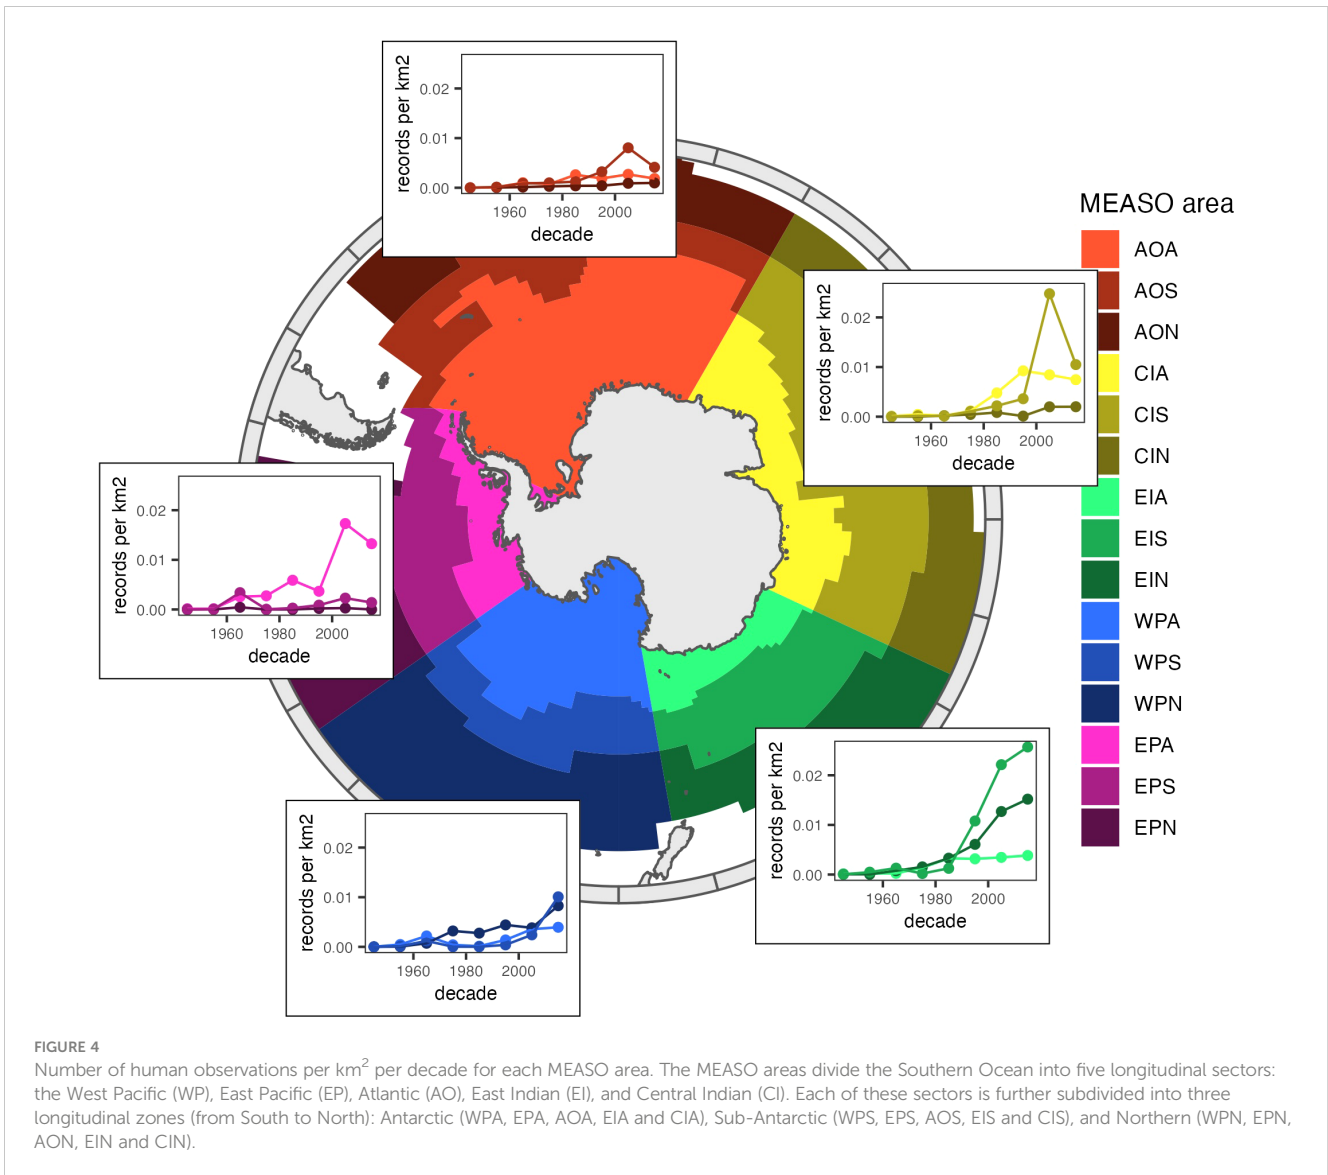 records per km2
0.02
0.01
0.00
1960 1980 2000
decade
MEASO area
AOA
AOS
AON
CIA
CIS
CIN
EIA
EIS
EIN
WPA
WPS
WPN
EPA
EPS
EPN
records per km2
0.02
0.01
0.00
1960 1980 2000
decade
records per km2
0.02
0.01
0.00
1960 1980 2000
decade
records per km2
0.02
0.01
0.00
1960 1980 2000
decade
records per km2
0.02
0.01
0.00
1960 1980 2000
decade
FIGURE 4
Number of human observations per km² per decade for each MEASO area. The MEASO areas divide the Southern Ocean into five longitudinal sectors:
the West Pacific (WP), East Pacific (EP), Atlantic (AO), East Indian (EI), and Central Indian (CI). Each of these sectors is further subdivided into three
longitudinal zones (from South to North): Antarctic (WPA, EPA, AOA, EIA and CIA), Sub-Antarctic (WPS, EPS, AOS, EIS and CIS), and Northern (WPN, EPN,
AON, EIN and CIN).